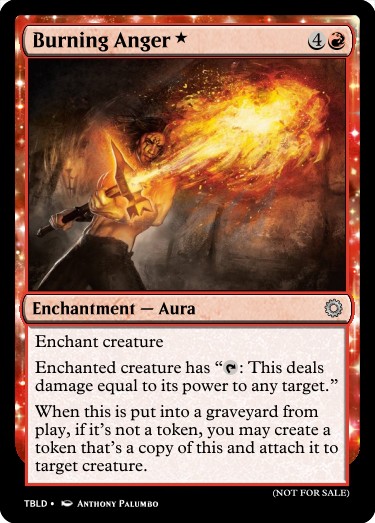 Burning Anger ★ 4
Enchantment — Aura
Enchant creature
Enchanted creature has “: This deals
damage equal to its power to any target.”
When this is put into a graveyard from
play, if it’s not a token, you may create a
token that’s a copy of this and attach it to
target creature.
(NOT FOR SALE)
TBLD • Anthony Palumbo